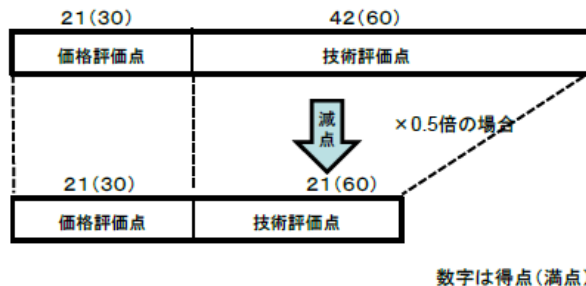 21(30) 42(60)
価格評価点 技術評価点
減点
×0.5倍の場合
21(30) 21(60)
価格評価点 技術評価点
数字は得点(満点)